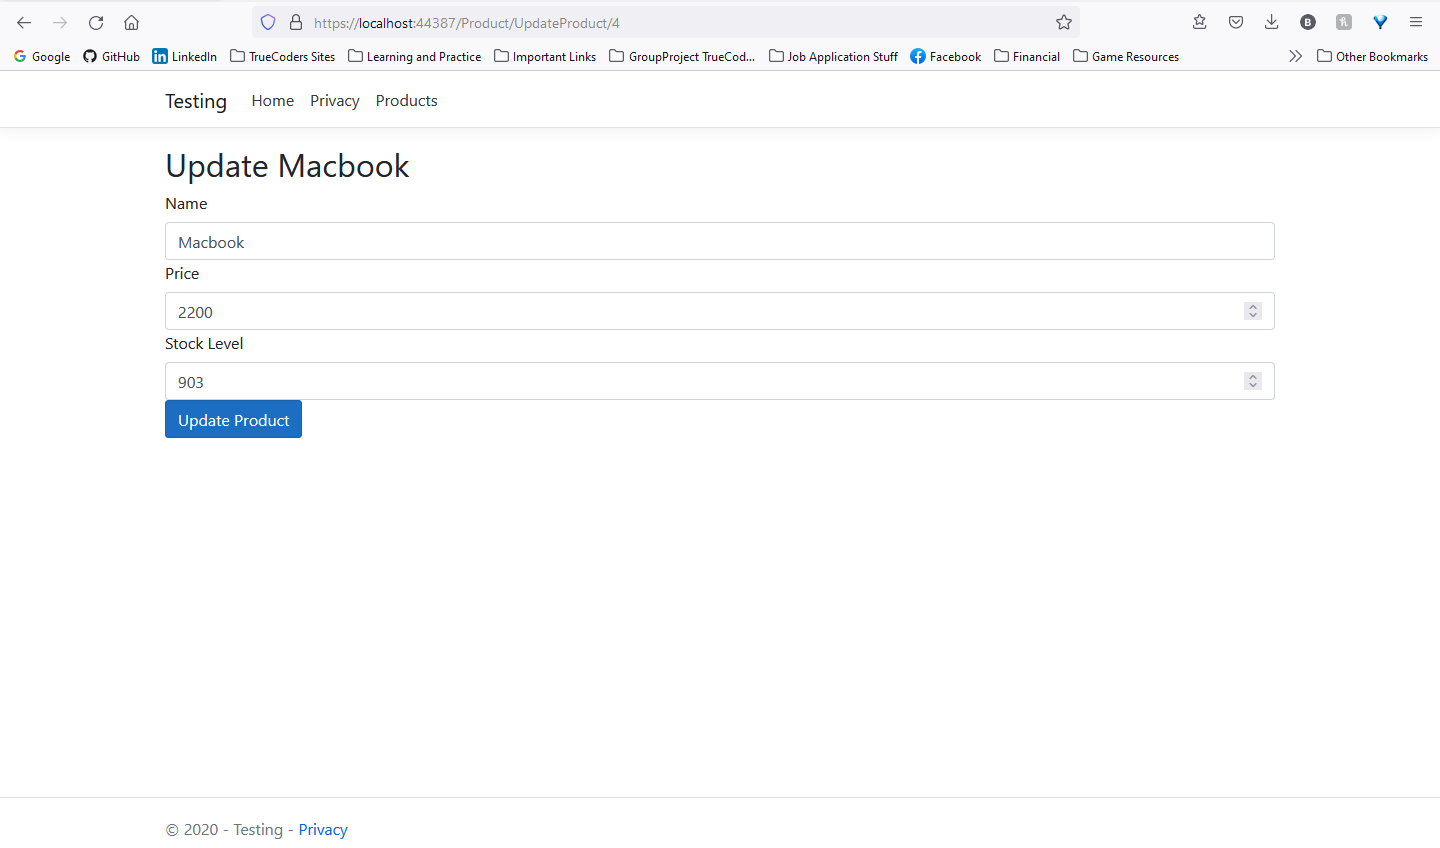 https://localhost:44387/Product/UpdateProduct/4
Google GitHub LinkedIn TrueCoders Sites Learning and Practice Important Links GroupProject TrueCod... Job Application Stuff Facebook Financial Game Resources Other Bookmarks
Testing Home Privacy Products
Update Macbook
Name
Macbook
Price
2200
Stock Level
903
Update Product
© 2020 - Testing - Privacy